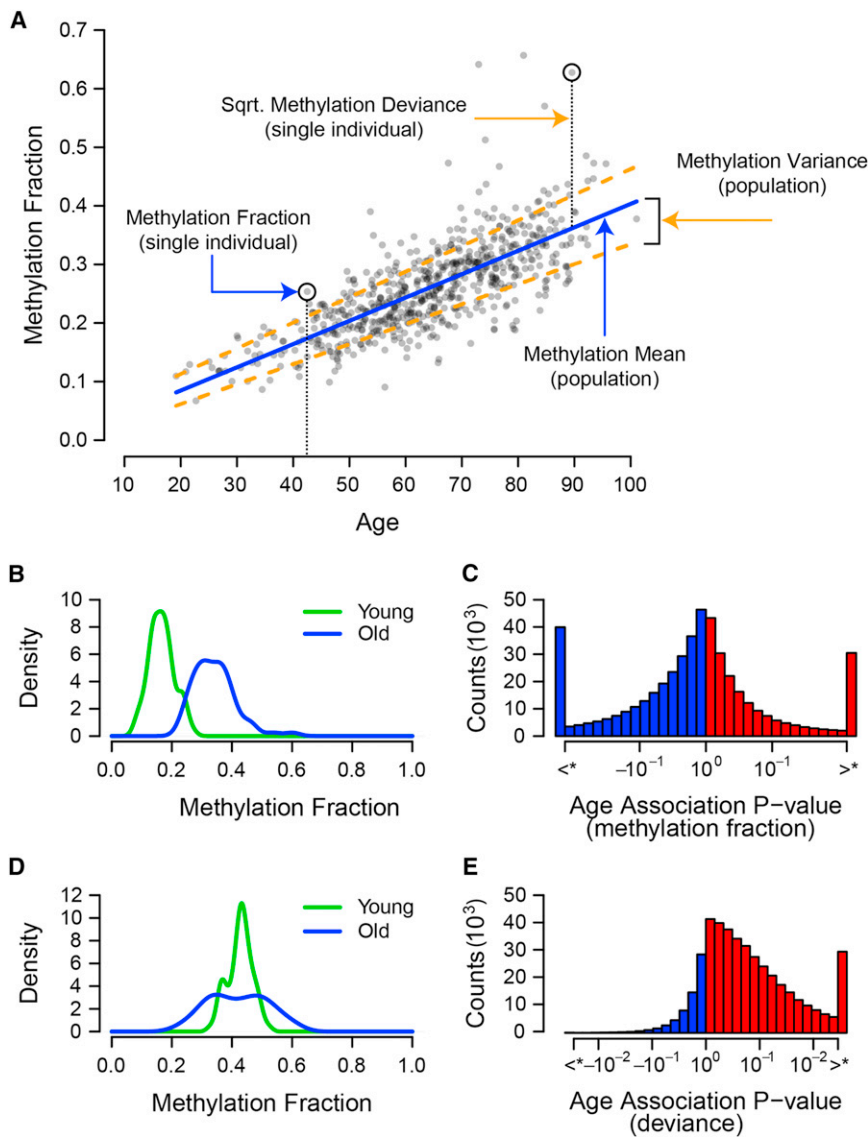 A
0.7
0.6
0.5
0.4
0.3
0.2
0.1
0.0
Methylation Fraction
Sqrt. Methylation Deviance
(single individual)
Methylation Fraction
(single individual)
Methylation Variance
(population)
Methylation Mean
(population)
10 20 30 40 50 60 70 80 90 100
Age
B
10
8
6
4
2
0
Density
Young
Old
0.0 0.2 0.4 0.6 0.8 1.0
Methylation Fraction
C
50
40
30
20
10
0
Counts (10³)
<* −10⁻¹ 10⁰ 10⁻¹ >*
Age Association P−value
(methylation fraction)
D
12
10
8
6
4
2
0
Density
Young
Old
0.0 0.2 0.4 0.6 0.8 1.0
Methylation Fraction
E
50
40
30
20
10
0
Counts (10³)
<* −10⁻² −10⁻¹ 10⁰ 10⁻¹ 10⁻² >*
Age Association P−value
(deviance)